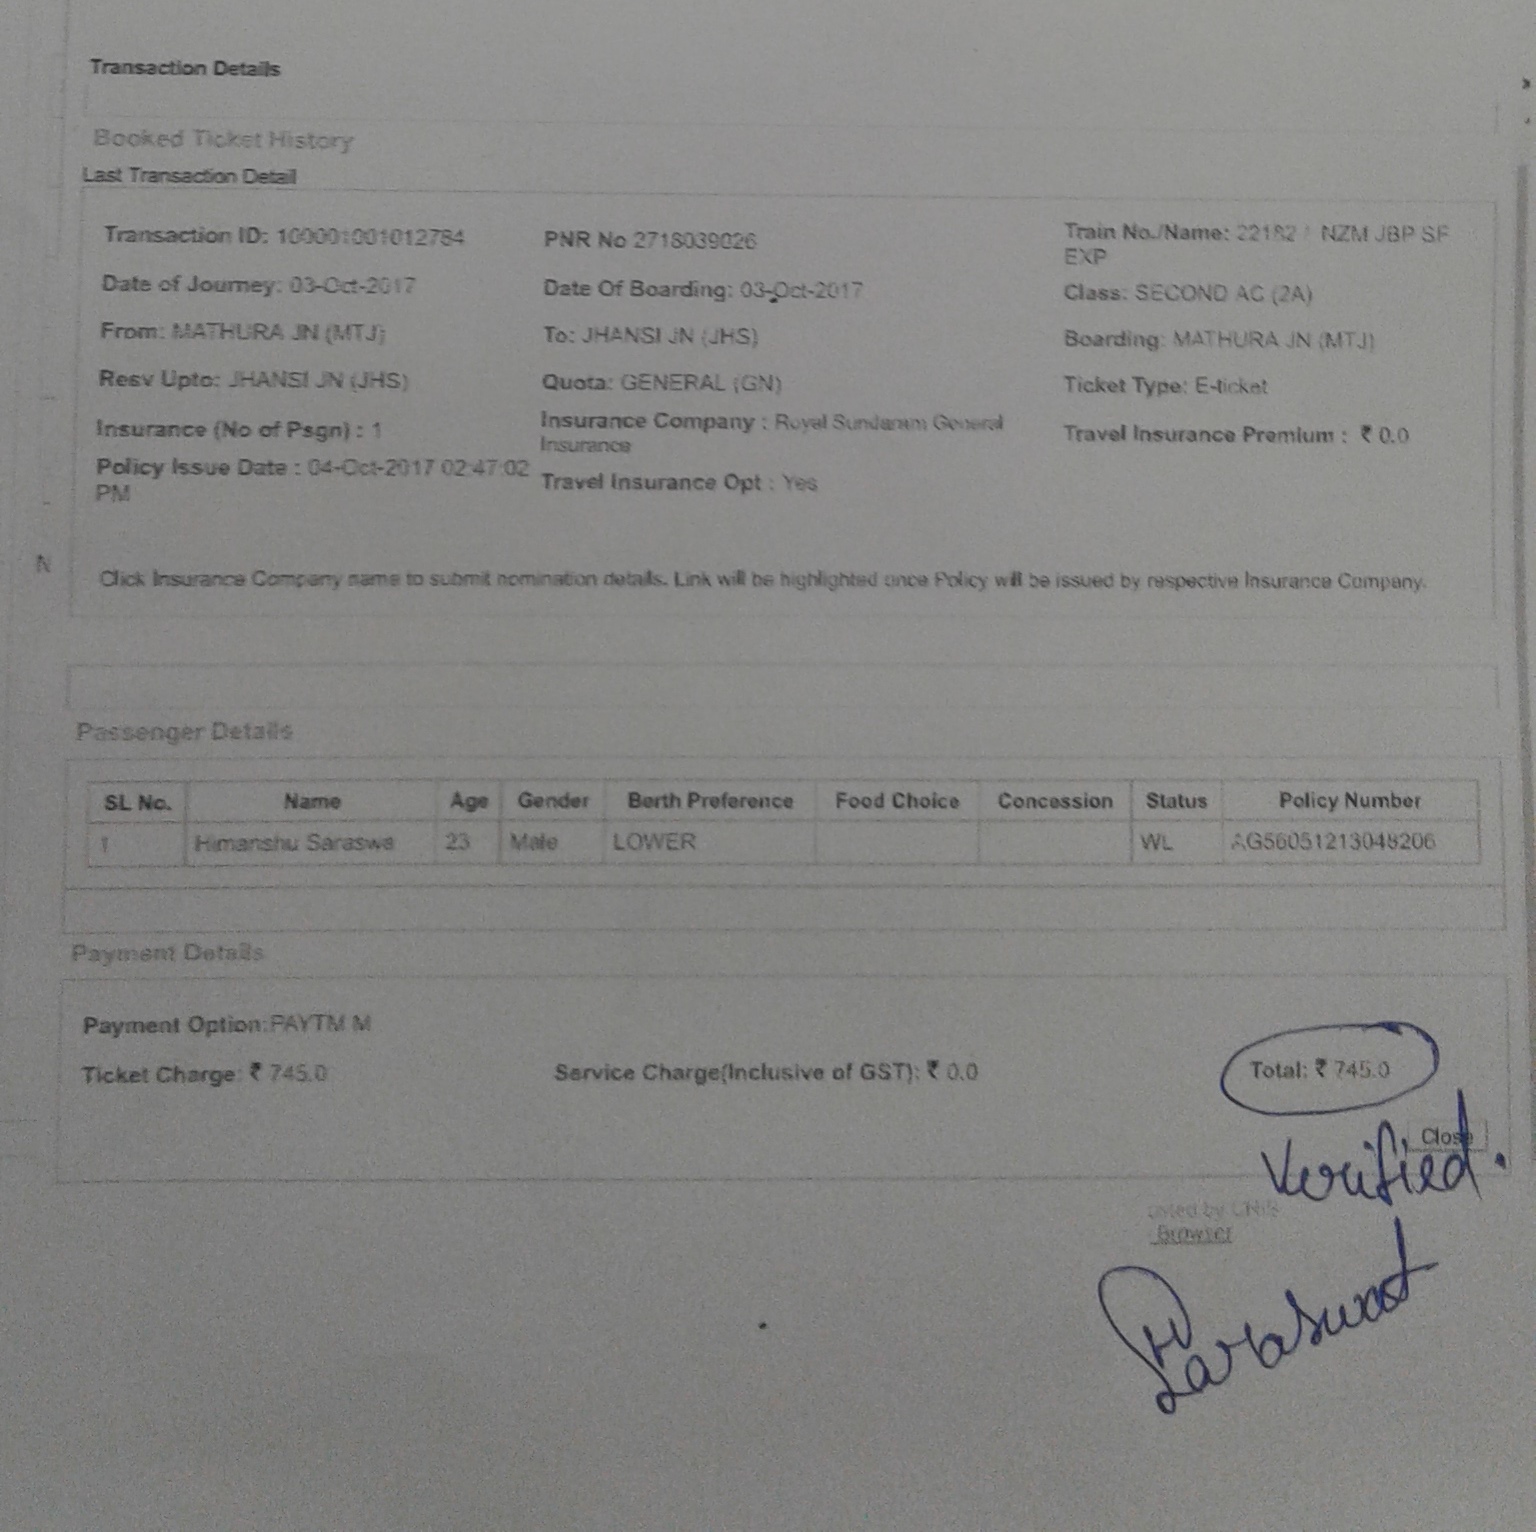 Transaction Details
Booked Ticket History
Last Transaction Detail
Transaction ID: 100001001012784 PNR No 2718039026 Train No./Name: 22182 / NZM JBP SF
EXP
Date of Journey: 03-Oct-2017 Date Of Boarding: 03-Oct-2017 Class: SECOND AC (2A)
From: MATHURA JN (MTJ) To: JHANSI JN (JHS) Boarding: MATHURA JN (MTJ)
Resv Upto: JHANSI JN (JHS) Quota: GENERAL (GN) Ticket Type: E-ticket
Insurance (No of Psgn) : 1 Insurance Company : Royal Sundaram General
Insurance Travel Insurance Premium : ₹ 0.0
Policy Issue Date : 04-Oct-2017 02:47:02
PM Travel Insurance Opt : Yes
N
Click Insurance Company name to submit nomination details. Link will be highlighted once Policy will be issued by respective Insurance Company.
Passenger Details
SL No. Name Age Gender Berth Preference Food Choice Concession Status Policy Number
1 Himanshu Saraswa 23 Male LOWER WL AG56051213048206
Payment Details
Payment Option:PAYTM M
Ticket Charge: ₹ 745.0 Service Charge(Inclusive of GST): ₹ 0.0 Total: ₹ 745.0
Close
Verified.
Browser
Saraswat